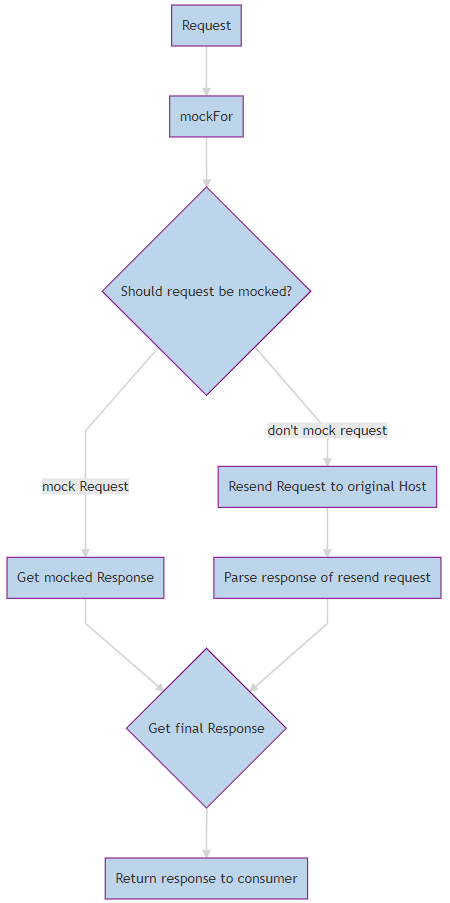 Request
mockFor
Should request be mocked?
don't mock request
mock Request
Resend Request to original Host
Get mocked Response
Parse response of resend request
Get final Response
Return response to consumer